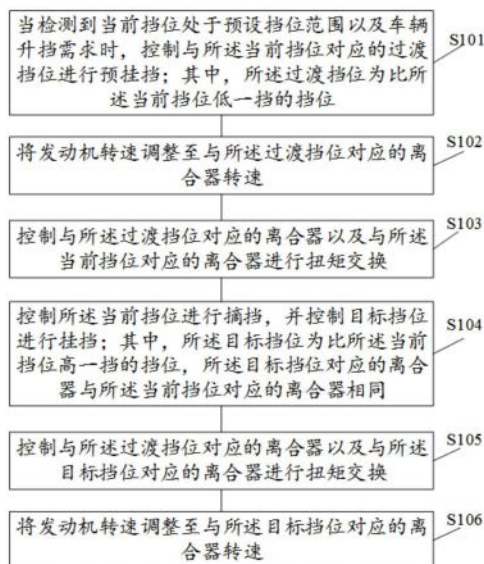 当检测到当前挡位处于预设挡位范围以及车辆
升挡需求时，控制与所述当前挡位对应的过渡
挡位进行预挂挡；其中，所述过渡挡位为比所
述当前挡位低一挡的挡位
S101
将发动机转速调整至与所述过渡挡位对应的离
合器转速
S102
控制与所述过渡挡位对应的离合器以及与所述
当前挡位对应的离合器进行扭矩交换
S103
控制所述当前挡位进行摘挡，并控制目标挡位
进行挂挡；其中，所述目标挡位为比所述当前
挡位高一挡的挡位，所述目标挡位对应的离合
器与所述当前挡位对应的离合器相同
S104
控制与所述过渡挡位对应的离合器以及与所述
目标挡位对应的离合器进行扭矩交换
S105
将发动机转速调整至与所述目标挡位对应的离
合器转速
S106